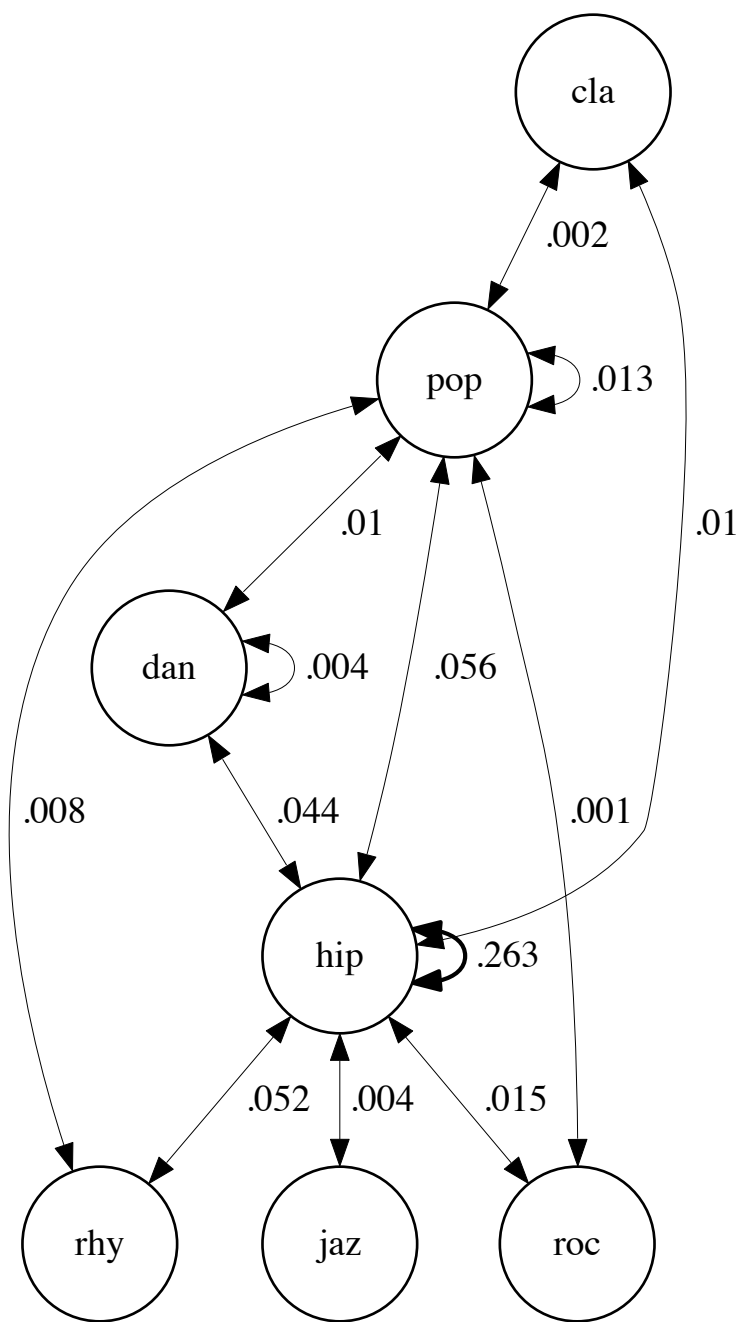 cla
.002
pop
.013
.01
.01
dan
.004
.056
.008
.044
.001
hip
.263
.052
.004
.015
rhy
jaz
roc